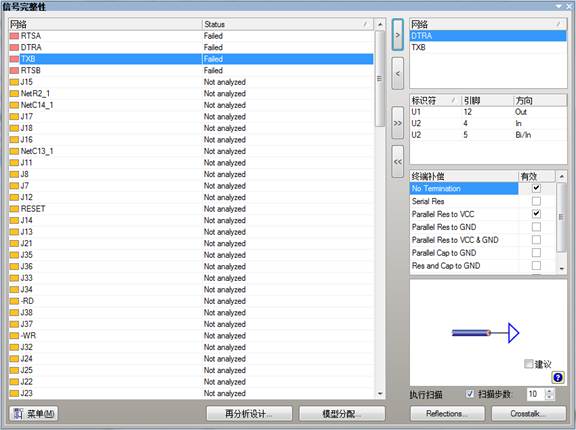 信号完整性
网络 Status
RTSA Failed
DTRA Failed
TXB Failed
RTSB Failed
J15 Not analyzed
NetR2_1 Not analyzed
NetC14_1 Not analyzed
J17 Not analyzed
J18 Not analyzed
J16 Not analyzed
NetC13_1 Not analyzed
J11 Not analyzed
J8 Not analyzed
J7 Not analyzed
J12 Not analyzed
RESET Not analyzed
J14 Not analyzed
J13 Not analyzed
J21 Not analyzed
J35 Not analyzed
J36 Not analyzed
J33 Not analyzed
J34 Not analyzed
-RD Not analyzed
J38 Not analyzed
J37 Not analyzed
-WR Not analyzed
J32 Not analyzed
J24 Not analyzed
J25 Not analyzed
J22 Not analyzed
J23 Not analyzed
菜单(M)
再分析设计...
模型分配...
>
<
>>
<<
网络
DTRA
TXB
标识符 引脚 方向
U1 12 Out
U2 4 In
U2 5 Bi/In
终端补偿 有效
No Termination
Serial Res
Parallel Res to VCC
Parallel Res to GND
Parallel Res to VCC & GND
Parallel Cap to GND
Res and Cap to GND
建议
?
执行扫描 扫描步数: 10
Reflections...
Crosstalk...